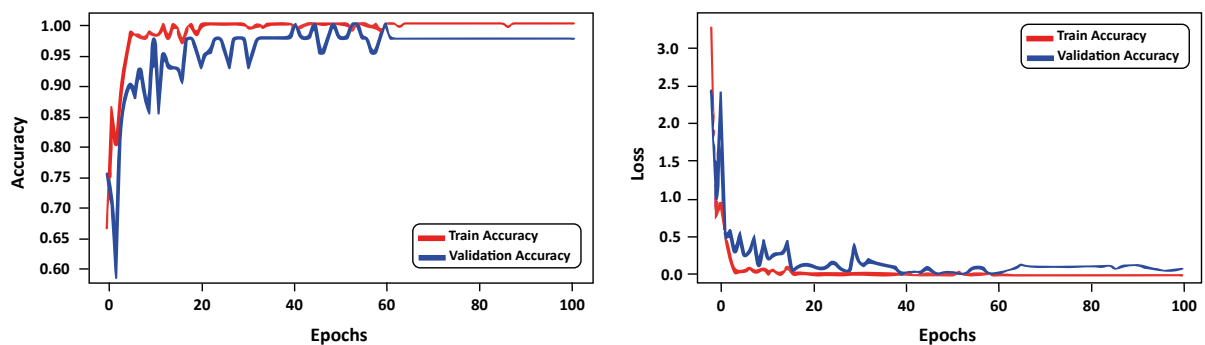 1.00
0.95
0.90
0.85
0.80
0.75
0.70
0.65
0.60
Accuracy
Train Accuracy
Validation Accuracy
0 20 40 60 80 100
Epochs
3.0
2.5
2.0
1.5
1.0
0.5
0.0
Loss
Train Accuracy
Validation Accuracy
0 20 40 60 80 100
Epochs